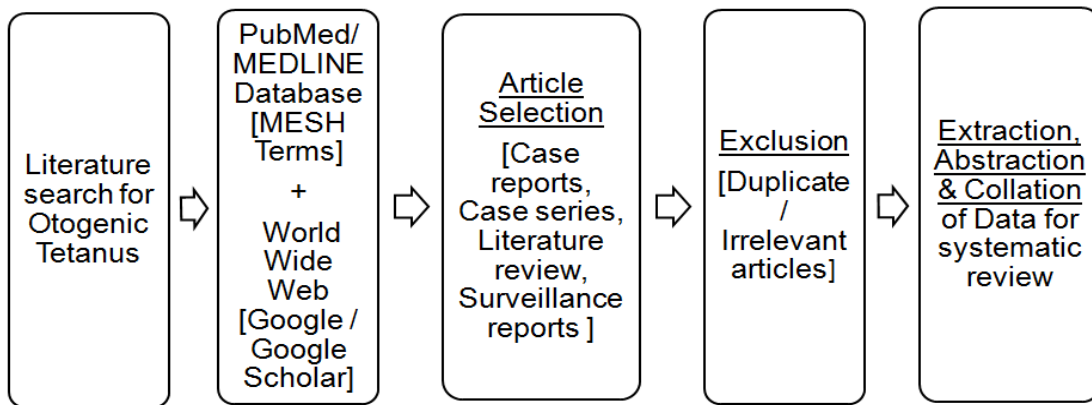 Literature
search for
Otogenic
Tetanus
PubMed/
MEDLINE
Database
[MESH
Terms]
+
World
Wide
Web
[Google /
Google
Scholar]
Article
Selection
[Case
reports,
Case series,
Literature
review,
Surveillance
reports ]
Exclusion
[Duplicate
/
Irrelevant
articles]
Extraction,
Abstraction
& Collation
of Data for
systematic
review